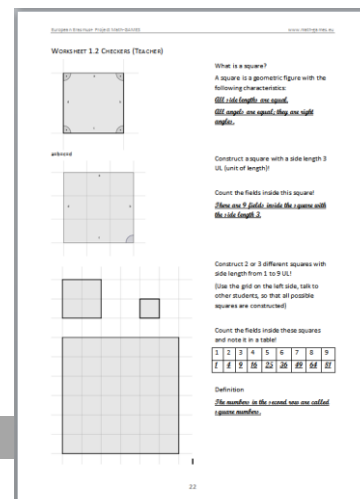 European Erasmus+ Project MATH-GAMES
WORKSHEET 1.2 CHECKERS (TEACHER)
What is a square?
A square is a geometric figure with the
following characteristics:
All side lengths are equal.
All angels are equal; they are right
angles.
Construct a square with a side length 3
UL (unit of length)!
Count the fields inside this square!
There are 9 fields inside the square with
the side length 3.
Construct 2 or 3 different squares with
side length from 1 to 9 UL!
(Use the grid on the left side, talk to
other students, so that all possible
squares are constructed)
Count the fields inside these squares
and note it in a table!
1 2 3 4 5 6 7 8 9
1 4 9 16 25 36 49 64 81
Definition
The numbers in the second row are called
square numbers.
22